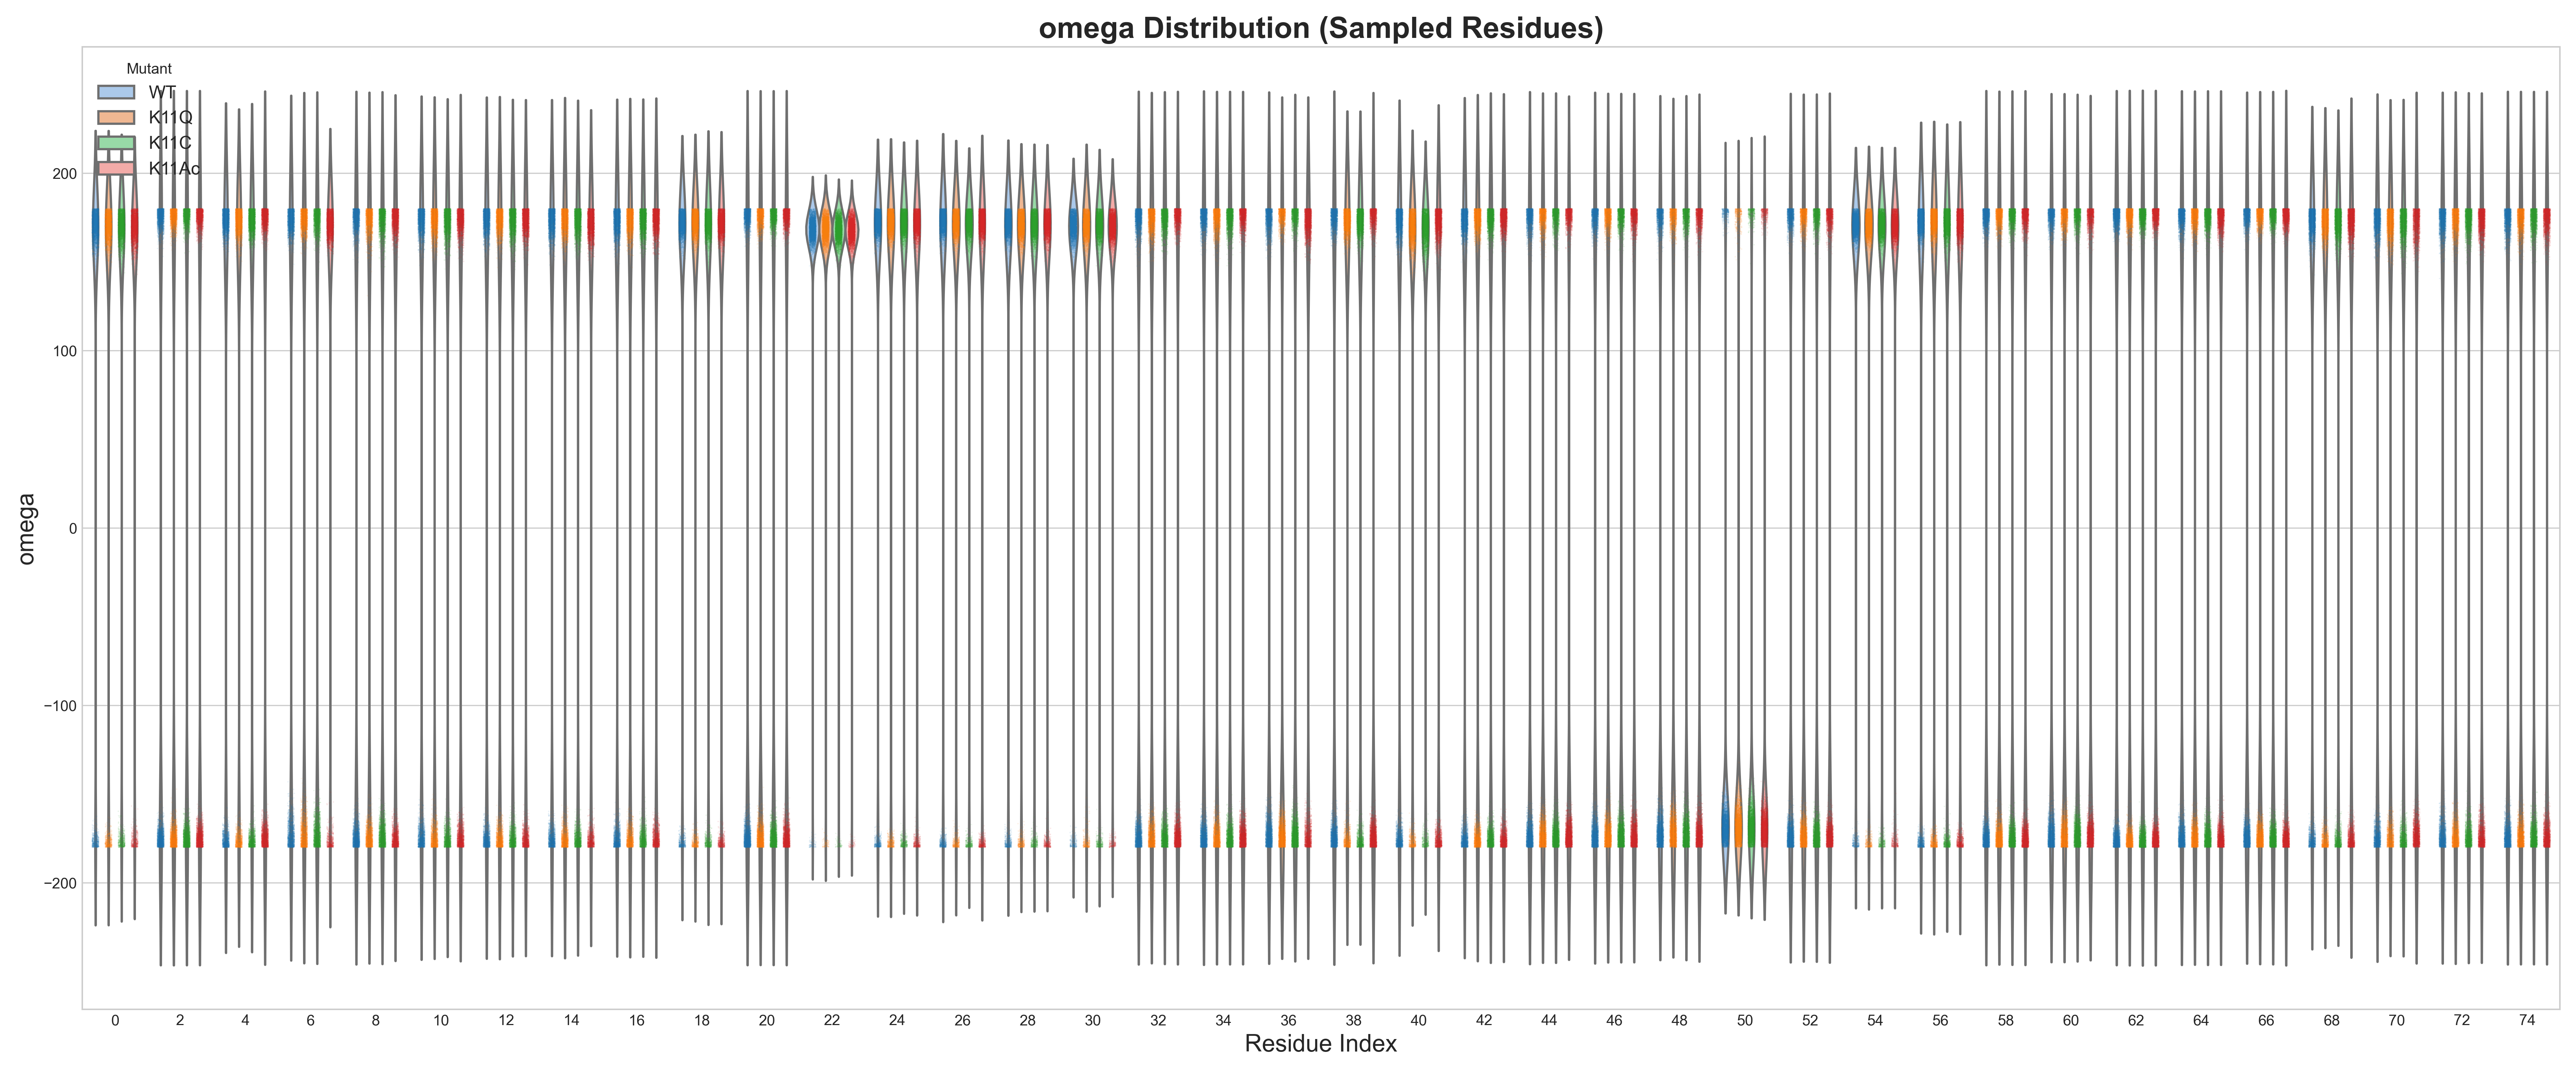 omega Distribution (Sampled Residues)
Mutant
WT
K11Q
K11C
K11Ac
200
100
0
−100
−200
omega
0 2 4 6 8 10 12 14 16 18 20 22 24 26 28 30 32 34 36 38 40 42 44 46 48 50 52 54 56 58 60 62 64 66 68 70 72 74
Residue Index